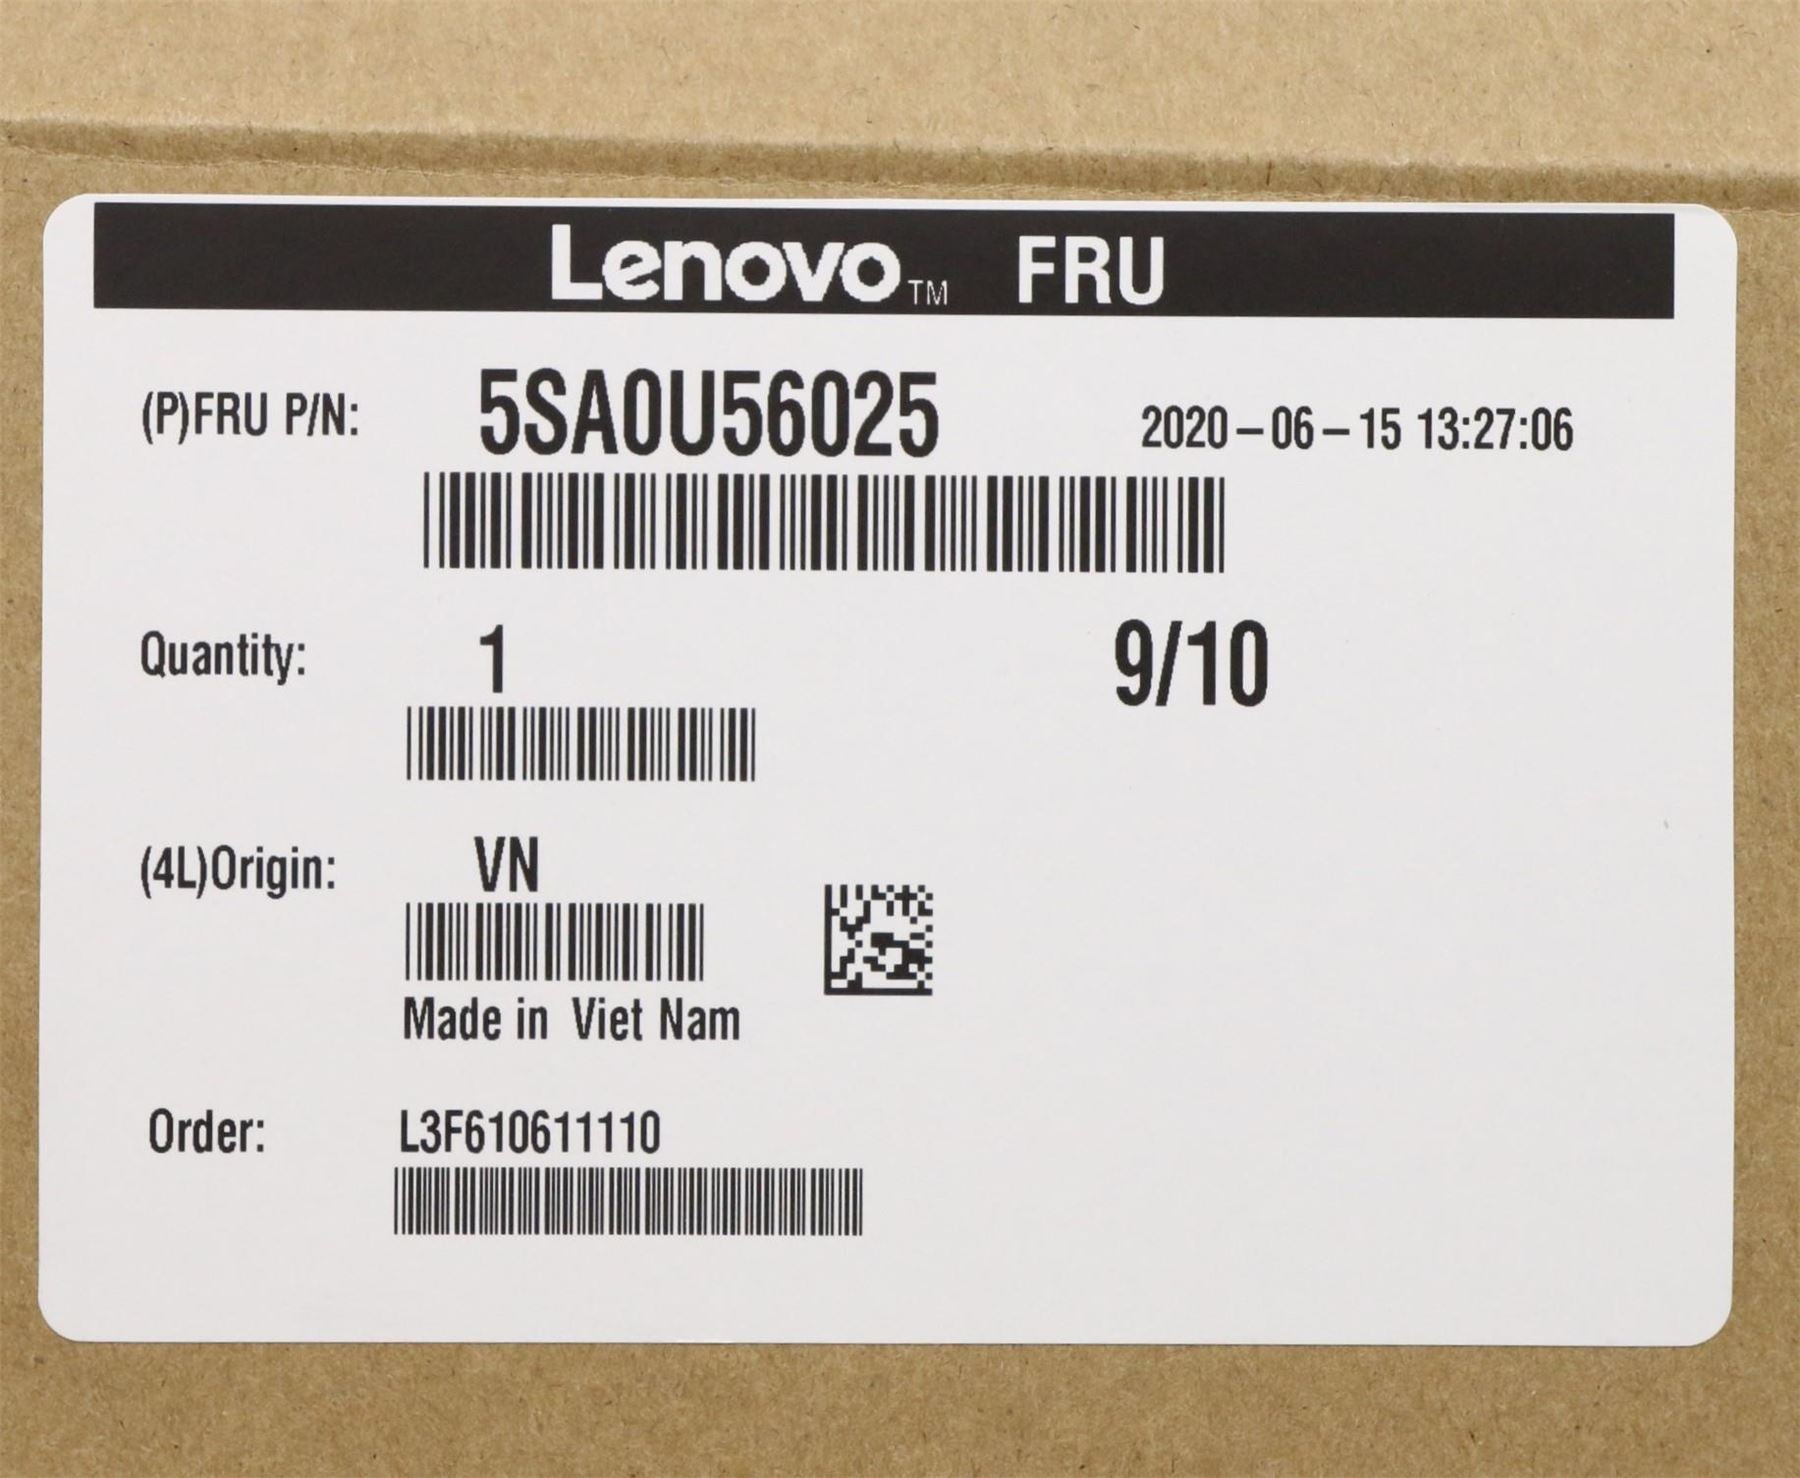 Lenovo™ FRU
(P)FRU P/N: 5SA0U56025 2020-06-15 13:27:06
Quantity: 1 9/10
(4L)Origin: VN
Made in Viet Nam
Order: L3F610611110